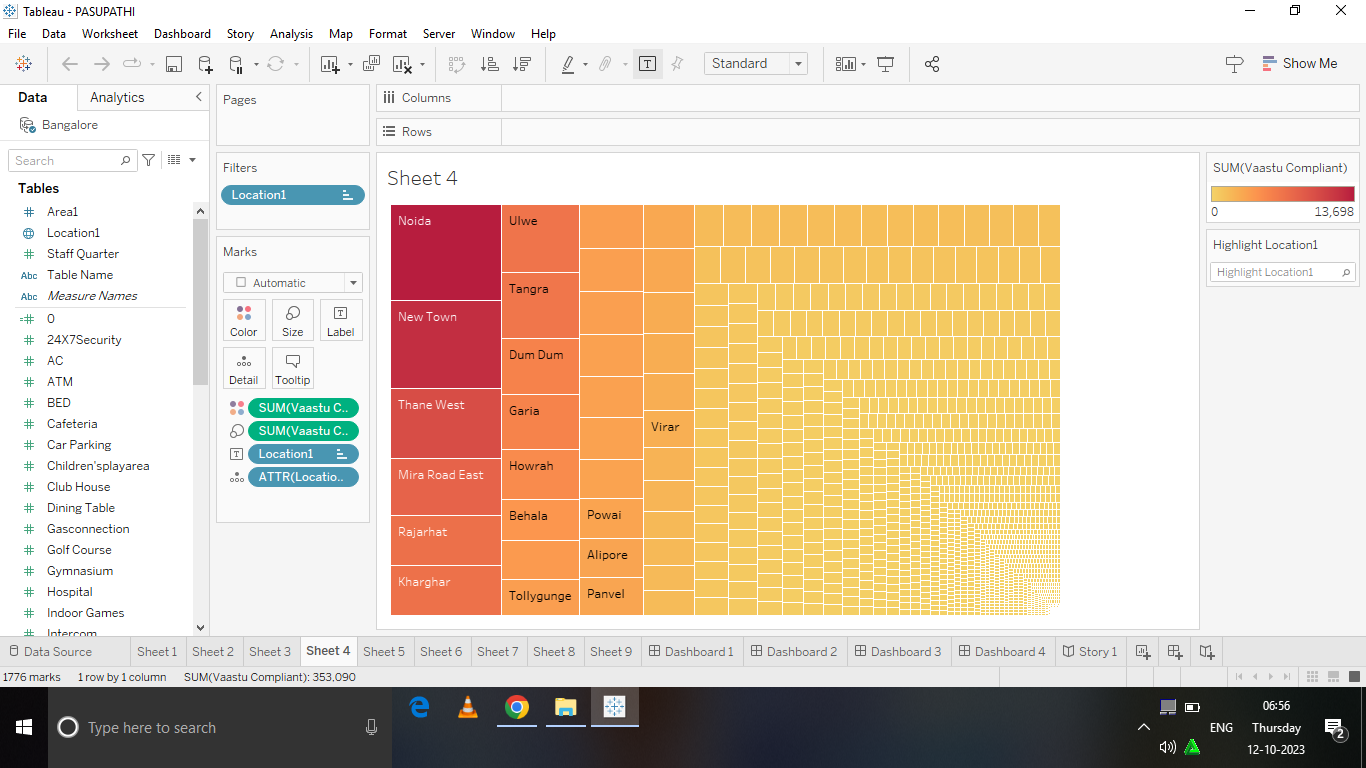 Tableau - PASUPATHI
File Data Worksheet Dashboard Story Analysis Map Format Server Window Help
Standard
Show Me
Data Analytics
Bangalore
Search
Tables
Area1
Location1
Staff Quarter
Abc Table Name
Abc Measure Names
0
24X7Security
AC
ATM
BED
Cafeteria
Car Parking
Children'splayarea
Club House
Dining Table
Gasconnection
Golf Course
Gymnasium
Hospital
Indoor Games
Intercom
Pages
Filters
Location1
Marks
Automatic
Color Size Label
Detail Tooltip
SUM(Vaastu C..
SUM(Vaastu C..
Location1
ATTR(Locatio..
Columns
Rows
Sheet 4
Noida
New Town
Thane West
Mira Road East
Rajarhat
Kharghar
Ulwe
Tangra
Dum Dum
Garia
Howrah
Behala
Tollygunge
Powai
Alipore
Panvel
Virar
SUM(Vaastu Compliant)
0 13,698
Highlight Location1
Highlight Location1
Data Source Sheet 1 Sheet 2 Sheet 3 Sheet 4 Sheet 5 Sheet 6 Sheet 7 Sheet 8 Sheet 9 Dashboard 1 Dashboard 2 Dashboard 3 Dashboard 4 Story 1
1776 marks 1 row by 1 column SUM(Vaastu Compliant): 353,090
Type here to search
ENG
06:56
Thursday
12-10-2023
2